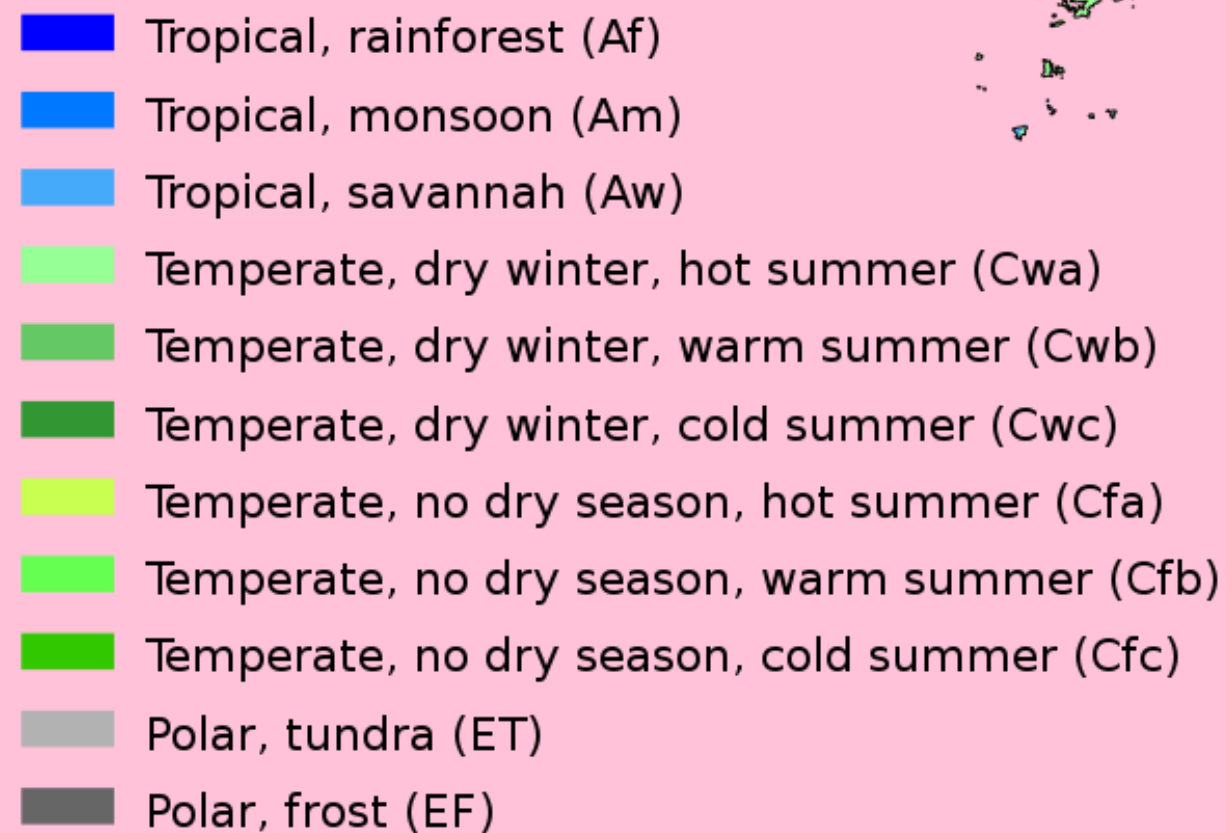 Tropical, rainforest (Af)
Tropical, monsoon (Am)
Tropical, savannah (Aw)
Temperate, dry winter, hot summer (Cwa)
Temperate, dry winter, warm summer (Cwb)
Temperate, dry winter, cold summer (Cwc)
Temperate, no dry season, hot summer (Cfa)
Temperate, no dry season, warm summer (Cfb)
Temperate, no dry season, cold summer (Cfc)
Polar, tundra (ET)
Polar, frost (EF)